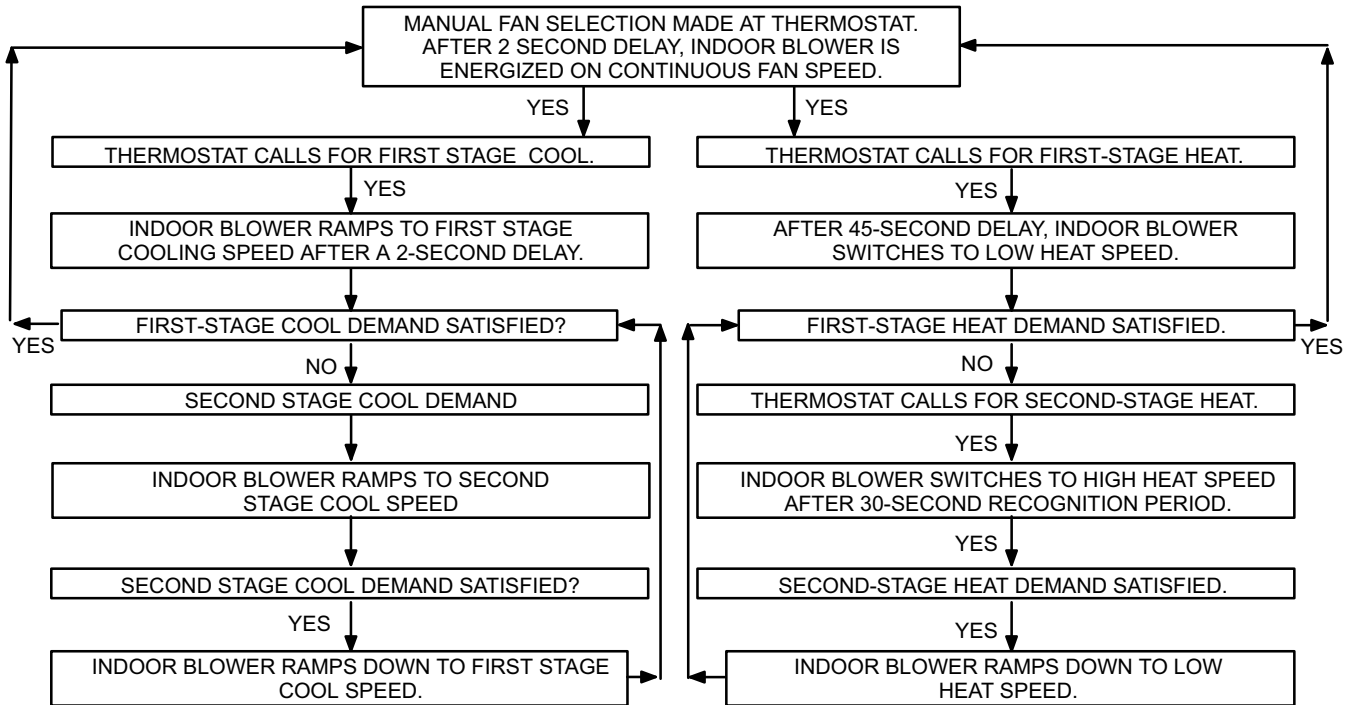 MANUAL FAN SELECTION MADE AT THERMOSTAT.
AFTER 2 SECOND DELAY, INDOOR BLOWER IS
ENERGIZED ON CONTINUOUS FAN SPEED.
YES
YES
THERMOSTAT CALLS FOR FIRST STAGE COOL.
YES
INDOOR BLOWER RAMPS TO FIRST STAGE
COOLING SPEED AFTER A 2-SECOND DELAY.
FIRST-STAGE COOL DEMAND SATISFIED?
YES
NO
SECOND STAGE COOL DEMAND
INDOOR BLOWER RAMPS TO SECOND
STAGE COOL SPEED
SECOND STAGE COOL DEMAND SATISFIED?
YES
INDOOR BLOWER RAMPS DOWN TO FIRST STAGE
COOL SPEED.
THERMOSTAT CALLS FOR FIRST-STAGE HEAT.
YES
AFTER 45-SECOND DELAY, INDOOR BLOWER
SWITCHES TO LOW HEAT SPEED.
FIRST-STAGE HEAT DEMAND SATISFIED.
YES
NO
THERMOSTAT CALLS FOR SECOND-STAGE HEAT.
YES
INDOOR BLOWER SWITCHES TO HIGH HEAT SPEED
AFTER 30-SECOND RECOGNITION PERIOD.
YES
SECOND-STAGE HEAT DEMAND SATISFIED.
YES
INDOOR BLOWER RAMPS DOWN TO LOW
HEAT SPEED.